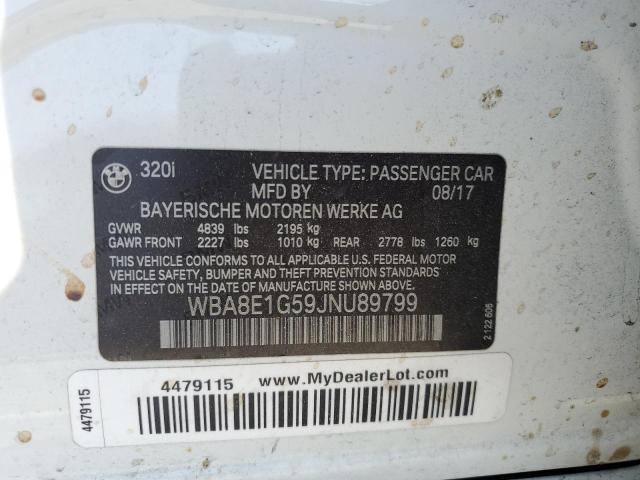 BMW
320i VEHICLE TYPE: PASSENGER CAR
MFD BY 08/17
BAYERISCHE MOTOREN WERKE AG
GVWR 4839 lbs 2195 kg
GAWR FRONT 2227 lbs 1010 kg REAR 2778 lbs 1260 kg
THIS VEHICLE CONFORMS TO ALL APPLICABLE U.S. FEDERAL MOTOR
VEHICLE SAFETY, BUMPER AND THEFT PREVENTION STANDARDS
IN EFFECT ON THE DATE OF MANUFACTURE SHOWN ABOVE.
WBA8E1G59JNU89799
2 122 606
4479115 www.MyDealerLot.com
4479115